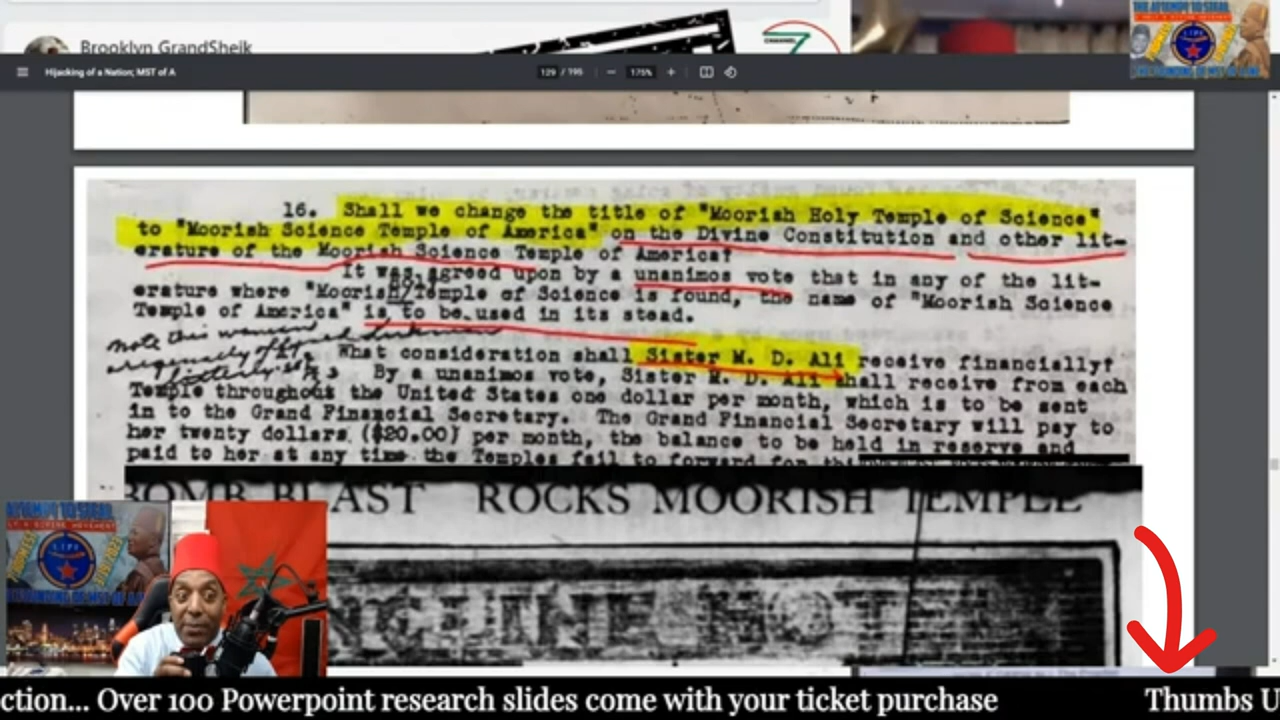 Brooklyn GrandSheik
CHANNEL
7
Hijacking of a Nation; MST of A
129 / 195
175%
16. Shall we change the title of "Moorish Holy Temple of Science"
to "Moorish Science Temple of America" on the Divine Constitution and other lit-
erature of the Moorish Science Temple of America?
It was agreed upon by a unanimos vote that in any of the lit-
erature where "Moorish Temple of Science is found, the name of "Moorish Science
Temple of America" is to be used in its stead.
note this
What consideration shall Sister M. D. Ali receive financially?
By a unanimos vote, Sister M. D. Ali shall receive from each
Temple throughout the United States one dollar per month, which is to be sent
in to the Grand Financial Secretary. The Grand Financial Secretary will pay to
her twenty dollars ($20.00) per month, the balance to be held in reserve and
paid to her at any time the Temples fail to forward for
BOMB BLAST ROCKS MOORISH TEMPLE
ction... Over 100 Powerpoint research slides come with your ticket purchase
Thumbs U